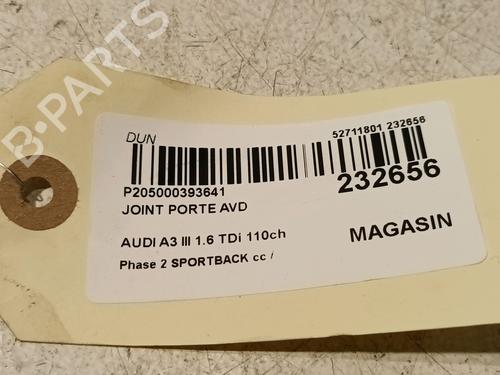 B-PARTS
DUN
52711801 232656
P205000393641
232656
JOINT PORTE AVD
AUDI A3 III 1.6 TDi 110ch
MAGASIN
Phase 2 SPORTBACK cc /